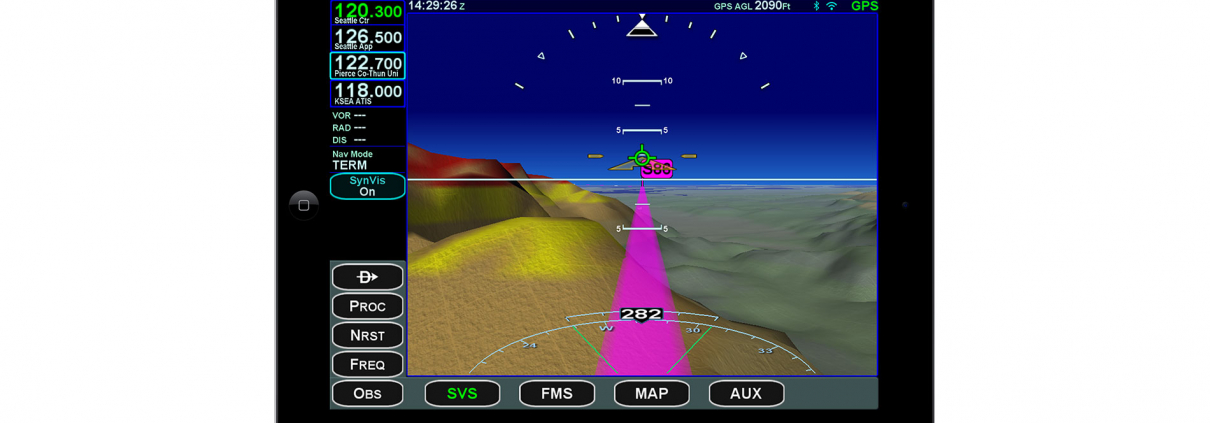 120.300
Seattle Ctr
126.500
Seattle App
122.700
Pierce Co-Thun Uni
118.000
KSEA ATIS
VOR ---
RAD ---
DIS ---
Nav Mode
TERM
SynVis
On
D
PROC
NRST
FREQ
OBS
14:29:26 Z
GPS AGL 2090FT
GPS
10 10
5 5
S36
5 5
282
24 W 30 33
SVS FMS MAP AUX